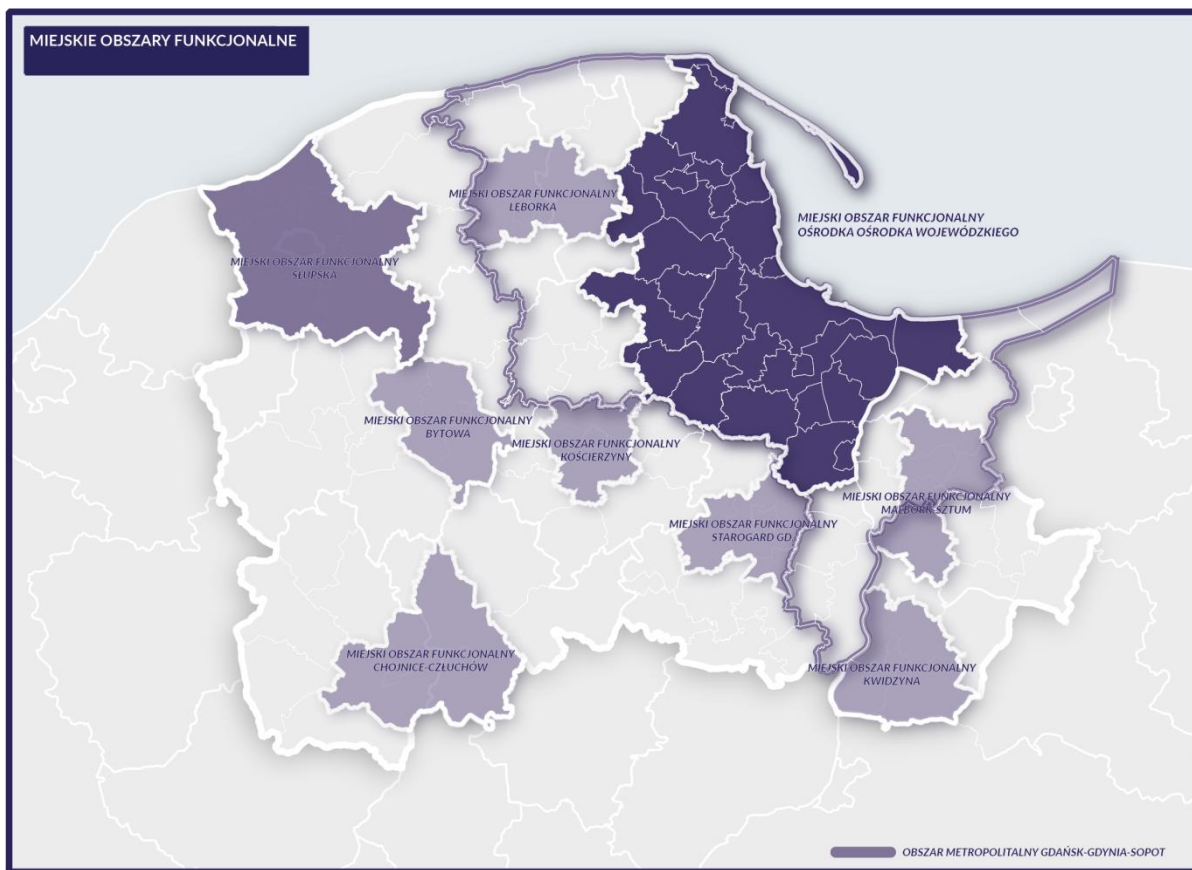 MIEJSKIE OBSZARY FUNKCJONALNE
MIEJSKI OBSZAR FUNKCJONALNY
LĘBORKA
MIEJSKI OBSZAR FUNKCJONALNY
OŚRODKA OŚRODKA WOJEWÓDZKIEGO
MIEJSKI OBSZAR FUNKCJONALNY
SŁUPSKA
MIEJSKI OBSZAR FUNKCJONALNY
BYTOWA
MIEJSKI OBSZAR FUNKCJONALNY
KOŚCIERZYNY
MIEJSKI OBSZAR FUNKCJONALNY
MALBORK-SZTUM
MIEJSKI OBSZAR FUNKCJONALNY
STAROGARD GD.
MIEJSKI OBSZAR FUNKCJONALNY
CHOJNICE-CZŁUCHÓW
MIEJSKI OBSZAR FUNKCJONALNY
KWIDZYNA
OBSZAR METROPOLITALNY GDAŃSK-GDYNIA-SOPOT